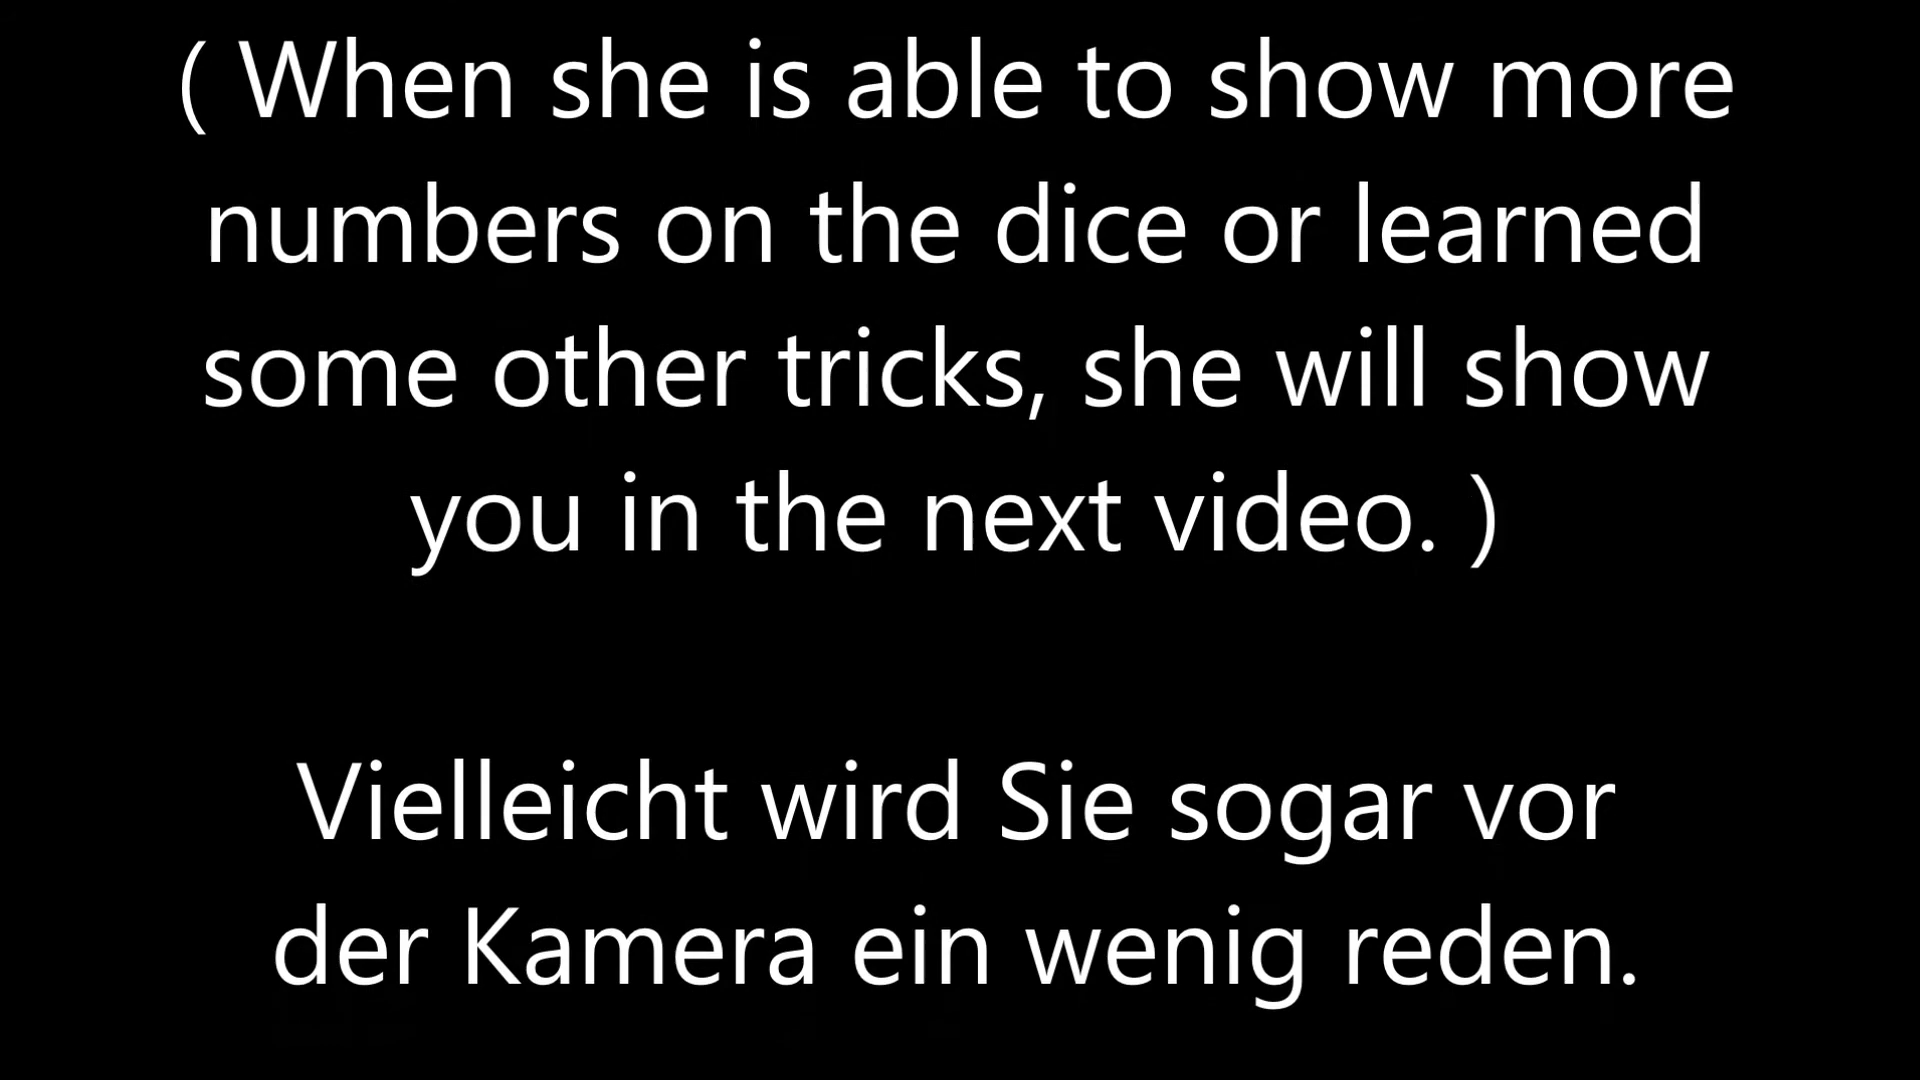 ( When she is able to show more
numbers on the dice or learned
some other tricks, she will show
you in the next video. )
Vielleicht wird Sie sogar vor
der Kamera ein wenig reden.